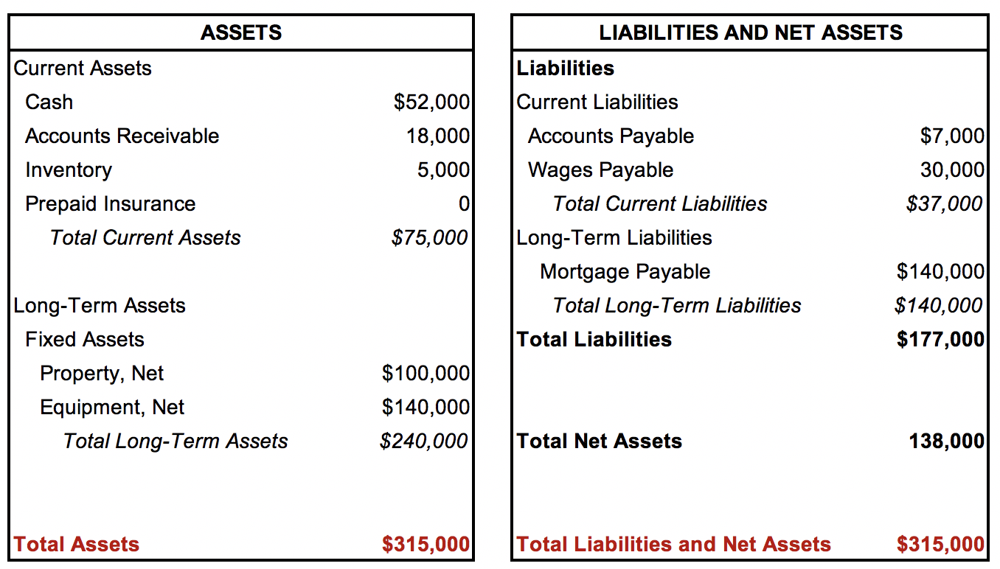 ASSETS
Current Assets
Cash $52,000
Accounts Receivable 18,000
Inventory 5,000
Prepaid Insurance 0
Total Current Assets $75,000
Long-Term Assets
Fixed Assets
Property, Net $100,000
Equipment, Net $140,000
Total Long-Term Assets $240,000
Total Assets $315,000
LIABILITIES AND NET ASSETS
Liabilities
Current Liabilities
Accounts Payable $7,000
Wages Payable 30,000
Total Current Liabilities $37,000
Long-Term Liabilities
Mortgage Payable $140,000
Total Long-Term Liabilities $140,000
Total Liabilities $177,000
Total Net Assets 138,000
Total Liabilities and Net Assets $315,000